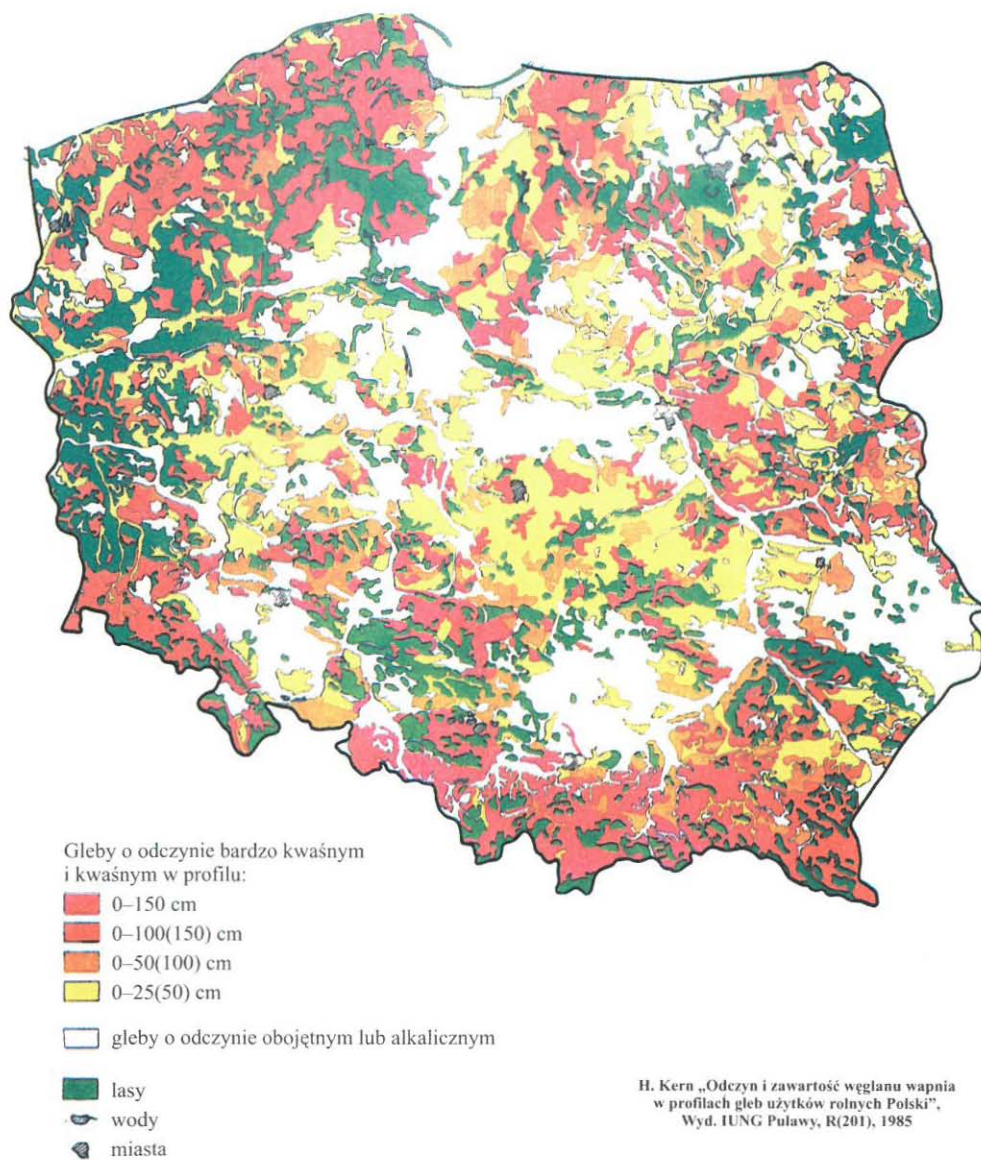 Gleby o odczynie bardzo kwaśnym
i kwaśnym w profilu:
0–150 cm
0–100(150) cm
0–50(100) cm
0–25(50) cm
gleby o odczynie obojętnym lub alkalicznym
lasy
wody
miasta
H. Kern „Odczyn i zawartość węglanu wapnia
w profilach gleb użytków rolnych Polski”,
Wyd. IUNG Puławy, R(201), 1985